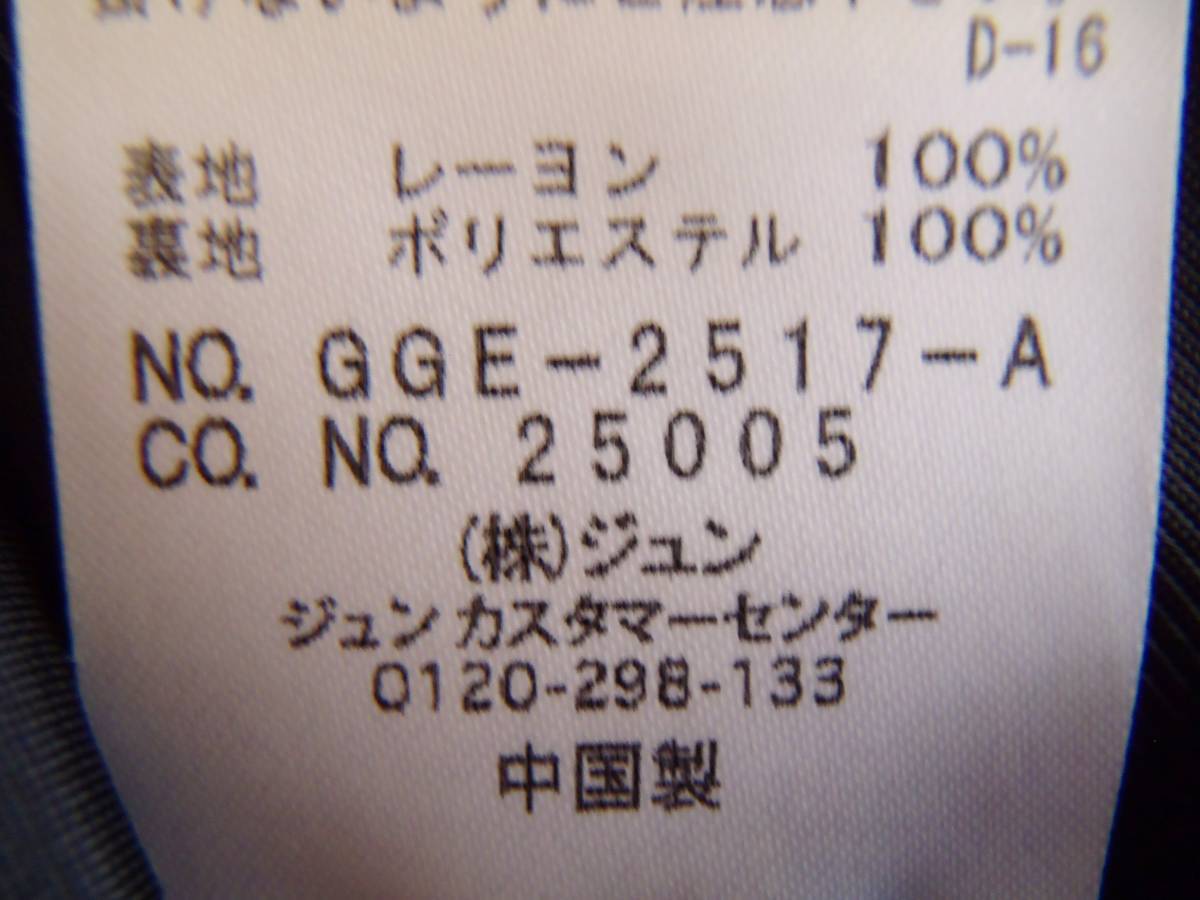 D-16
表地 レーヨン 100%
裏地 ポリエステル 100%
NO. GGE-2517-A
CO. NO. 25005
(株)ジュン
ジュン カスタマーセンター
0120-298-133
中国製